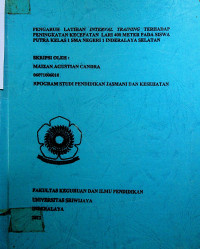 PENGARUH LATIHAN INTERVAL TRAINING TERHADAP
PENINGKATAN KECEPATAN LARI 400 METER PADA SISWA
PUTRA KELAS I SMA NEGERI 1 INDERALAYA SELATAN
SKRIPSI OLEH :
AGUSTIAN CANDRA
PROGRAM STUDI PENDIDIKAN JASMANI DAN KESEHATAN
FAKULTAS KEGURUAN DAN ILMU PENDIDIKAN
UNIVERSITAS SRIWIJAYA
INDERALAYA